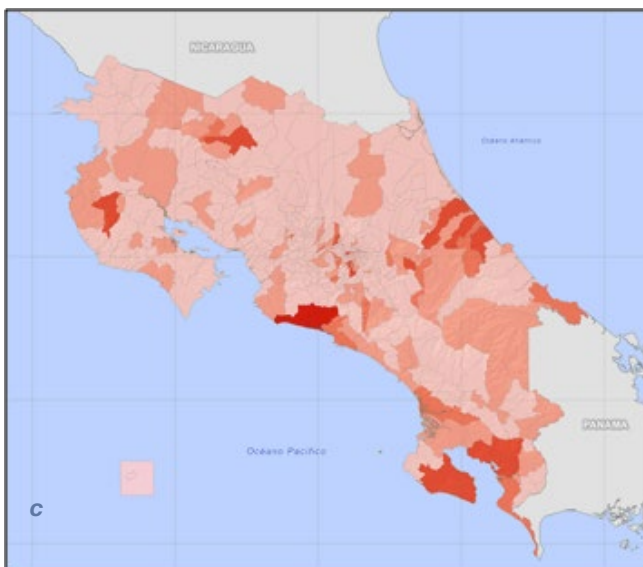 NICARAGUA
Océano Atlántico
Océano Pacífico
PANAMA
C